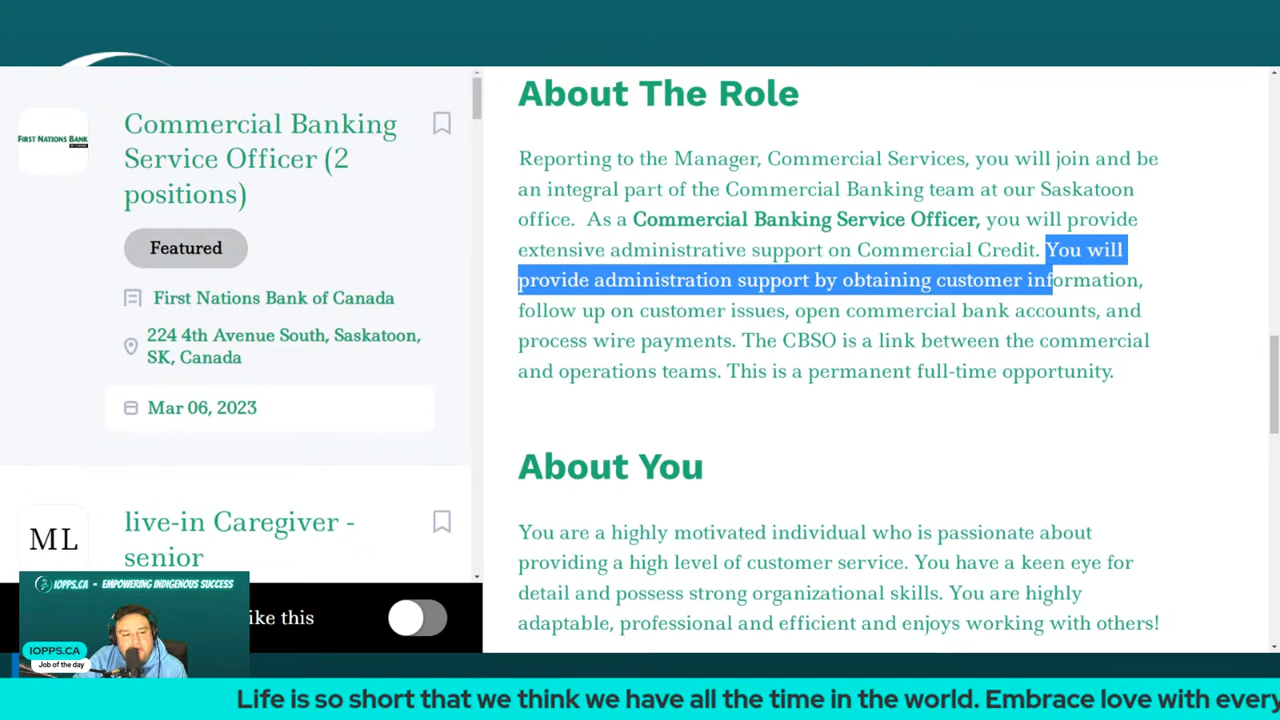 FIRST NATIONS BANK
Commercial Banking
Service Officer (2
positions)
Featured
First Nations Bank of Canada
224 4th Avenue South, Saskatoon,
SK, Canada
Mar 06, 2023
ML
live-in Caregiver -
senior
ike this
About The Role
Reporting to the Manager, Commercial Services, you will join and be
an integral part of the Commercial Banking team at our Saskatoon
office. As a Commercial Banking Service Officer, you will provide
extensive administrative support on Commercial Credit. You will
provide administration support by obtaining customer information,
follow up on customer issues, open commercial bank accounts, and
process wire payments. The CBSO is a link between the commercial
and operations teams. This is a permanent full-time opportunity.
About You
You are a highly motivated individual who is passionate about
providing a high level of customer service. You have a keen eye for
detail and possess strong organizational skills. You are highly
adaptable, professional and efficient and enjoys working with others!
IOPPS.CA - EMPOWERING INDIGENOUS SUCCESS
IOPPS.CA
Job of the day
Life is so short that we think we have all the time in the world. Embrace love with every